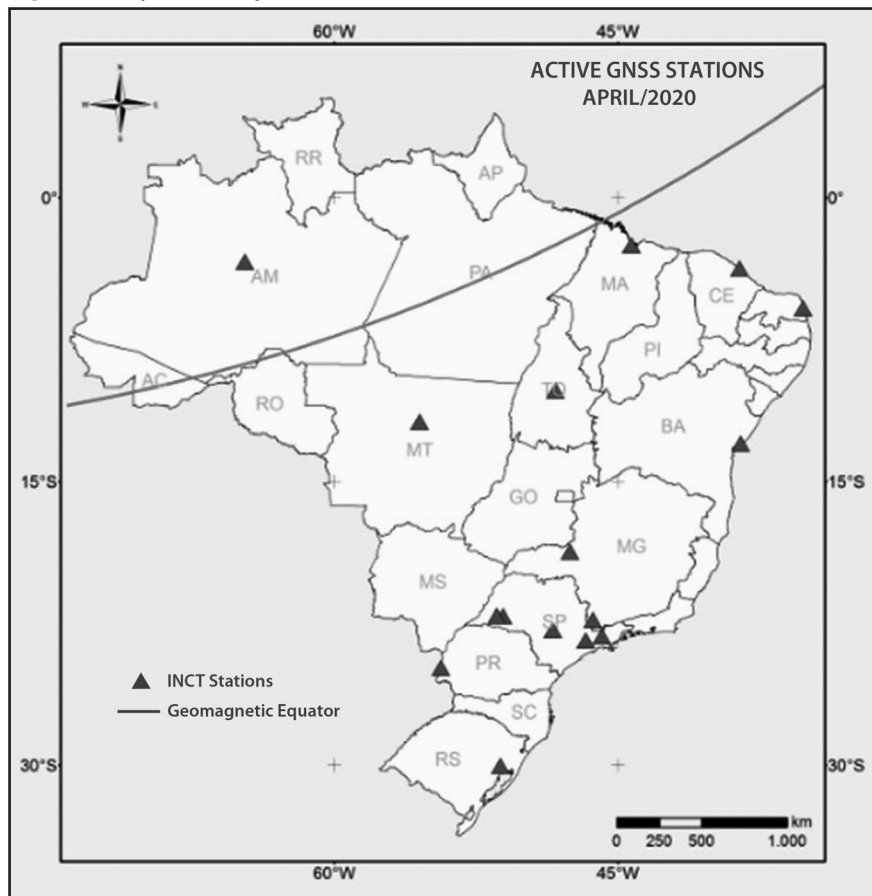 60°W
45°W
ACTIVE GNSS STATIONS
APRIL/2020
N
W
E
S
RR
AP
0°
0°
AM
PA
MA
CE
PI
AC
TO
RO
BA
MT
15°S
15°S
GO
MG
MS
SP
PR
INCT Stations
Geomagnetic Equator
SC
RS
30°S
30°S
km
0 250 500 1.000
60°W
45°W